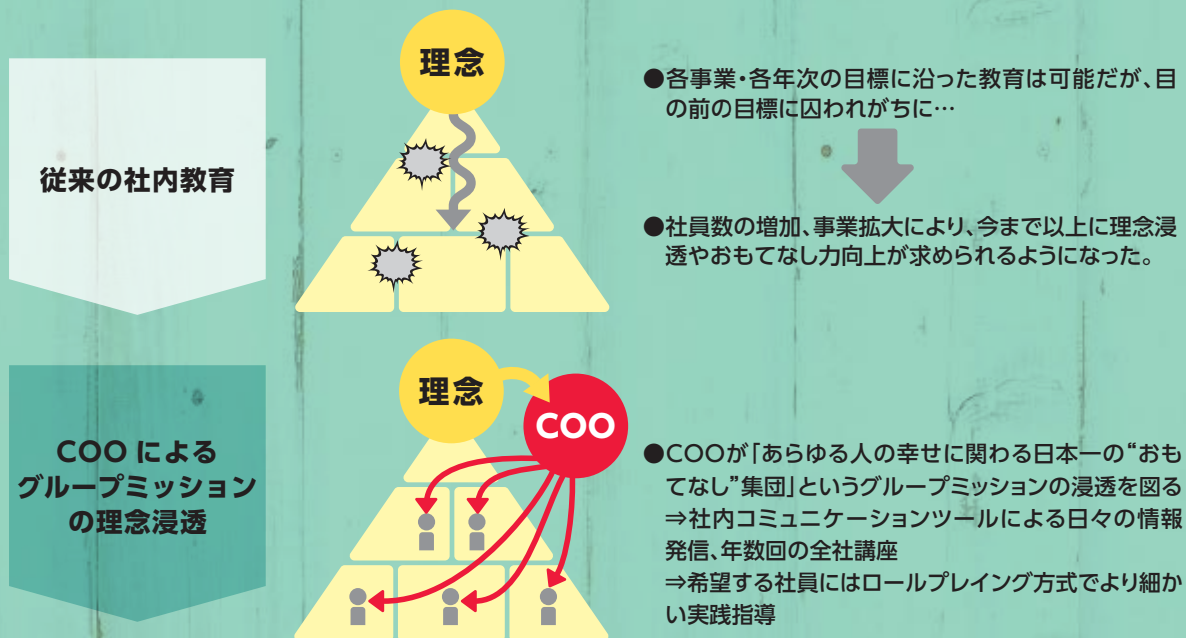 従来の社内教育
理念
●各事業・各年次の目標に沿った教育は可能だが、目
の前の目標に囚われがちに…
●社員数の増加、事業拡大により、今まで以上に理念浸
透やおもてなし力向上が求められるようになった。
COO による
グループミッション
の理念浸透
理念
COO
●COOが「あらゆる人の幸せに関わる日本一の“おも
てなし”集団」というグループミッションの浸透を図る
⇒社内コミュニケーションツールによる日々の情報
発信、年数回の全社講座
⇒希望する社員にはロールプレイング方式でより細か
い実践指導